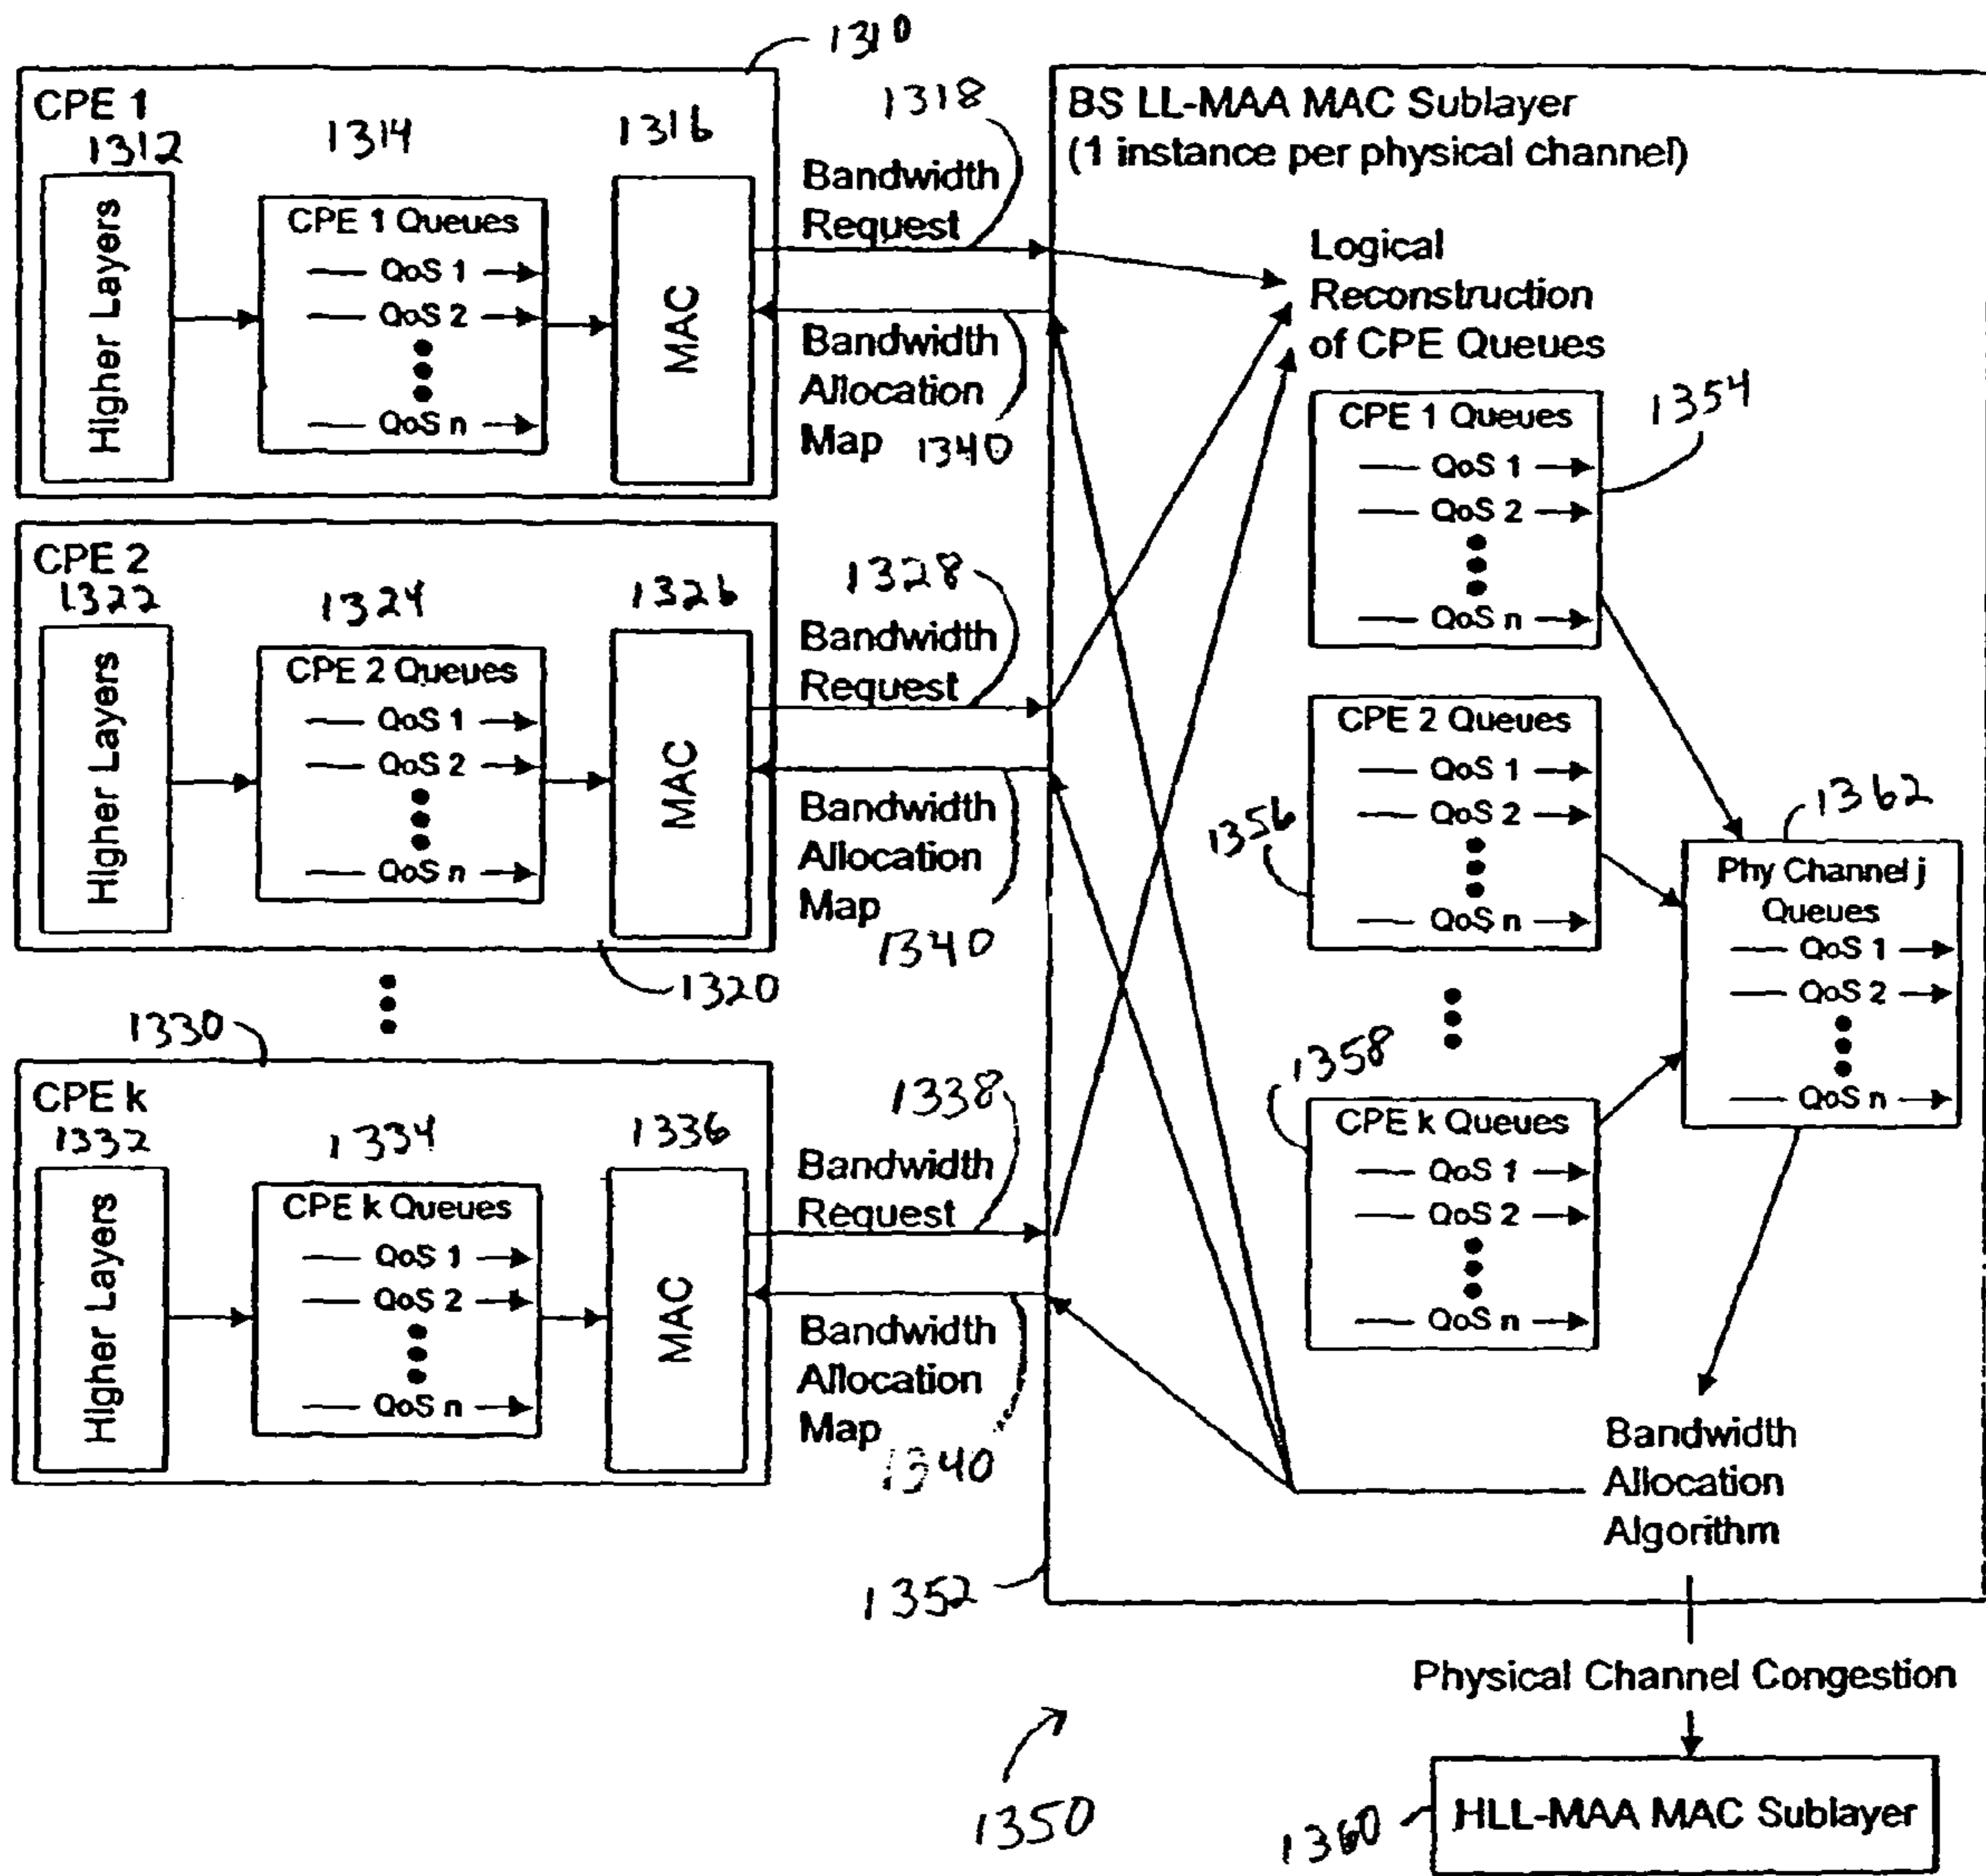 1310
CPE 1
1312
1314
1316
Higher Layers
CPE 1 Queues
QoS 1
QoS 2
QoS n
MAC
1318
Bandwidth
Request
Bandwidth
Allocation
Map 1340
CPE 2
1322
1324
1326
Higher Layers
CPE 2 Queues
QoS 1
QoS 2
QoS n
MAC
1328
Bandwidth
Request
Bandwidth
Allocation
Map
1340
1320
1330
CPE k
1332
1334
1336
Higher Layers
CPE k Queues
QoS 1
QoS 2
QoS n
MAC
1338
Bandwidth
Request
Bandwidth
Allocation
Map
1340
BS LL-MAA MAC Sublayer
(1 instance per physical channel)
Logical
Reconstruction
of CPE Queues
1354
CPE 1 Queues
QoS 1
QoS 2
QoS n
1356
CPE 2 Queues
QoS 1
QoS 2
QoS n
1358
CPE k Queues
QoS 1
QoS 2
QoS n
1362
Phy Channel j
Queues
QoS 1
QoS 2
QoS n
Bandwidth
Allocation
Algorithm
1352
Physical Channel Congestion
1350
1360
HLL-MAA MAC Sublayer